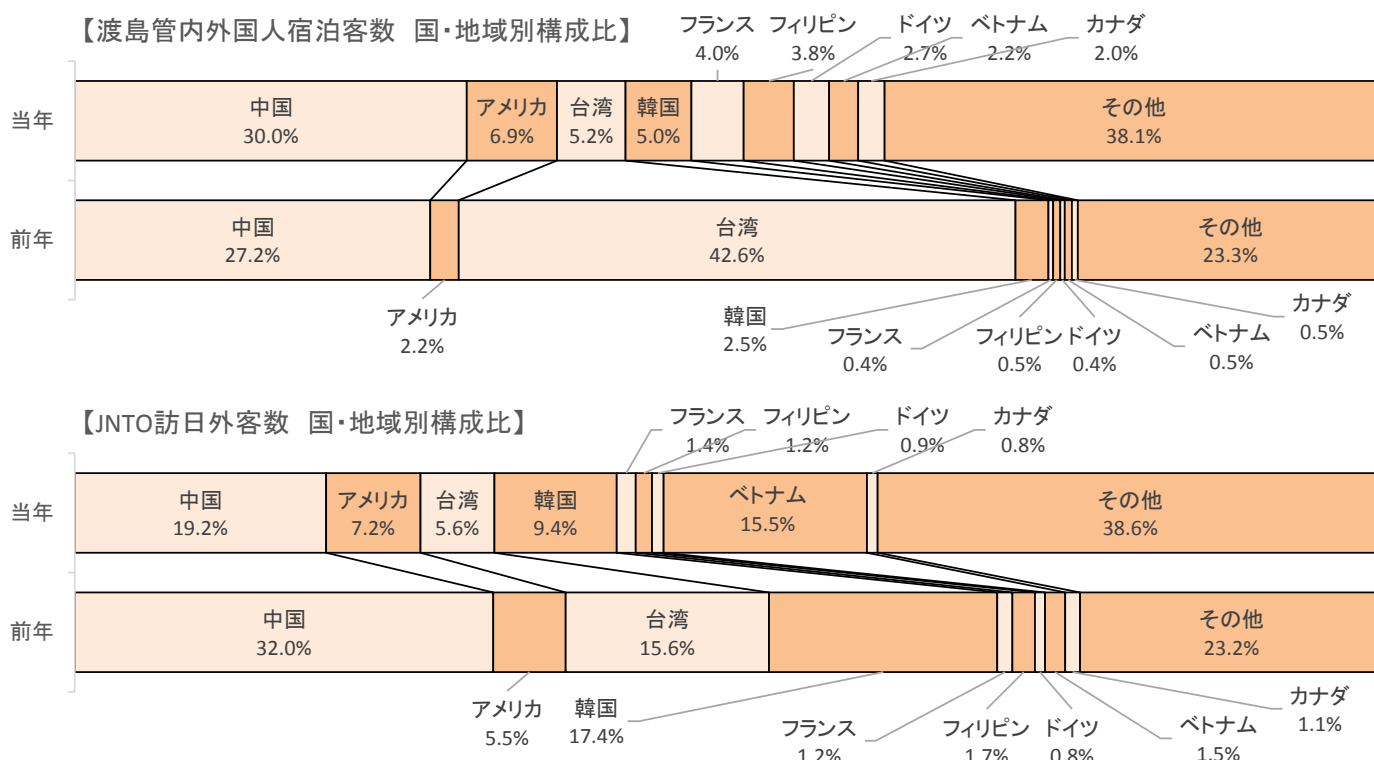 【渡島管内外国人宿泊客数 国・地域別構成比】
フランス フィリピン ドイツ ベトナム カナダ
4.0% 3.8% 2.7% 2.2% 2.0%
当年
中国 アメリカ 台湾 韓国 その他
30.0% 6.9% 5.2% 5.0% 38.1%
前年
中国 台湾 その他
27.2% 42.6% 23.3%
アメリカ 韓国 フランス フィリピン ドイツ ベトナム カナダ
2.2% 2.5% 0.4% 0.5% 0.4% 0.5% 0.5%
【JNTO訪日外客数 国・地域別構成比】
フランス フィリピン ドイツ カナダ
1.4% 1.2% 0.9% 0.8%
当年
中国 アメリカ 台湾 韓国 ベトナム その他
19.2% 7.2% 5.6% 9.4% 15.5% 38.6%
前年
中国 台湾 その他
32.0% 15.6% 23.2%
アメリカ 韓国 フランス フィリピン ドイツ ベトナム カナダ
5.5% 17.4% 1.2% 1.7% 0.8% 1.5% 1.1%